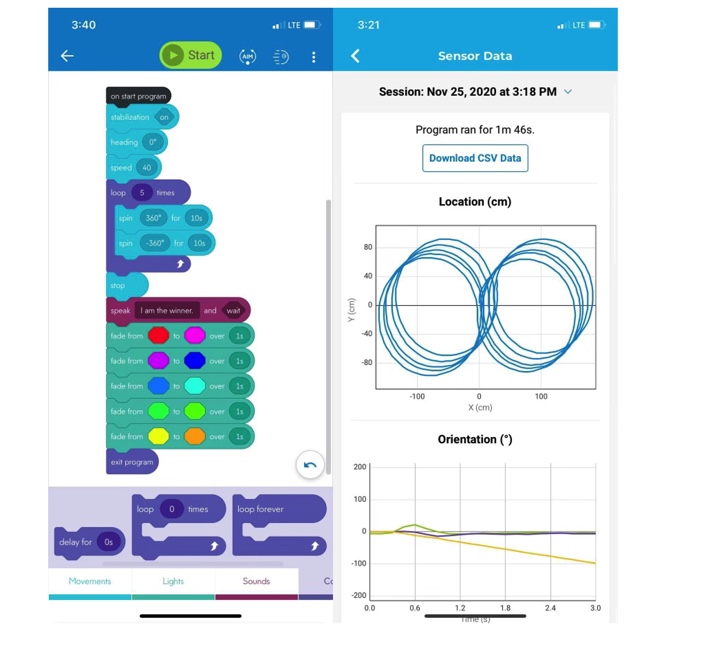 3:40
LTE
Start
AIM
on start program
stabilization on
heading 0°
speed 40
loop 5 times
spin 360° for 10s
spin -360° for 10s
stop
speak I am the winner. and wait
fade from to over 1s
fade from to over 1s
fade from to over 1s
fade from to over 1s
fade from to over 1s
exit program
delay for 0s
loop 0 times
loop forever
Movements Lights Sounds Co
3:21
LTE
Sensor Data
Session: Nov 25, 2020 at 3:18 PM
Program ran for 1m 46s.
Download CSV Data
Location (cm)
Y (cm)
80
40
0
-40
-80
-100 0 100
X (cm)
Orientation (°)
200
100
0
-100
-200
0.0 0.6 1.2 1.8 2.4 3.0
Time (s)